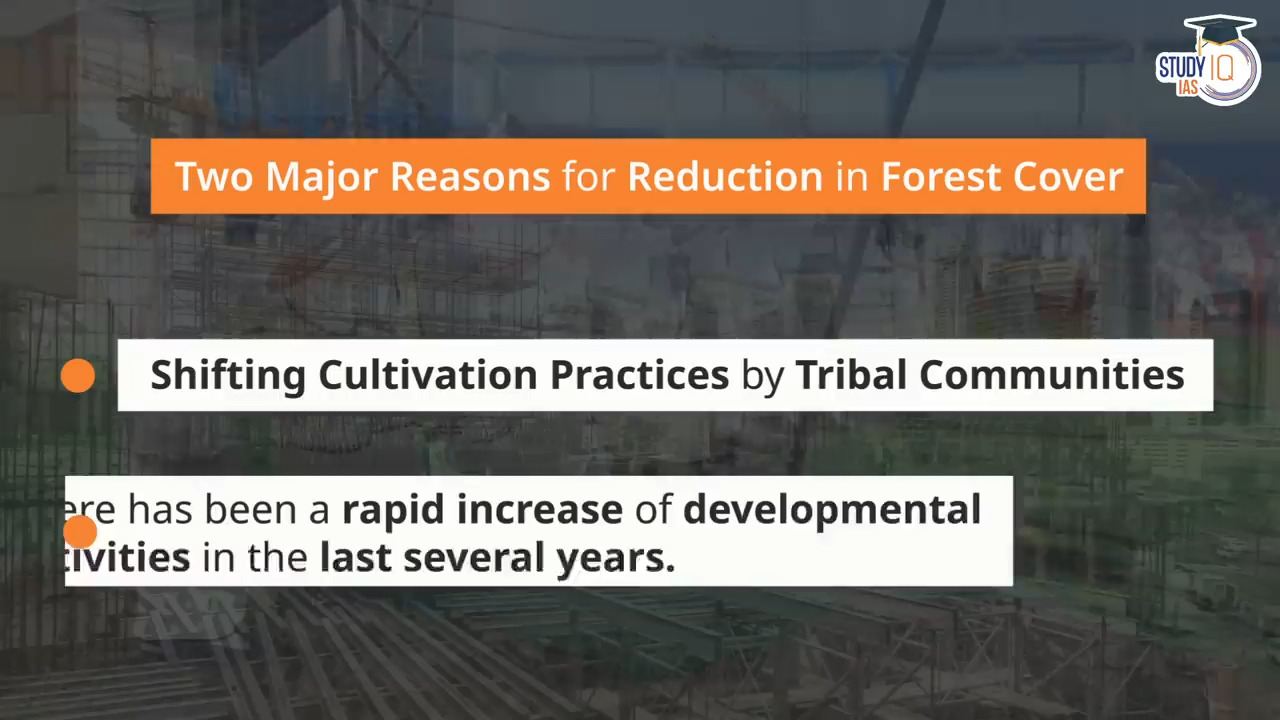 STUDY IQ
IAS
Two Major Reasons for Reduction in Forest Cover
Shifting Cultivation Practices by Tribal Communities
ere has been a rapid increase of developmental
tivities in the last several years.